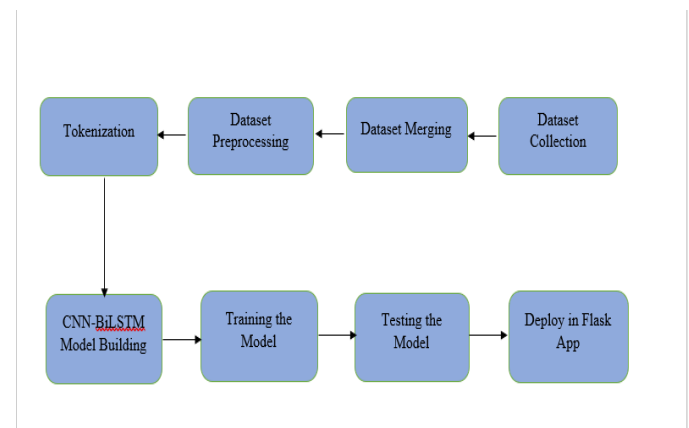 Tokenization
Dataset
Preprocessing
Dataset Merging
Dataset
Collection
CNN-BiLSTM
Model Building
Training the
Model
Testing the
Model
Deploy in Flask
App